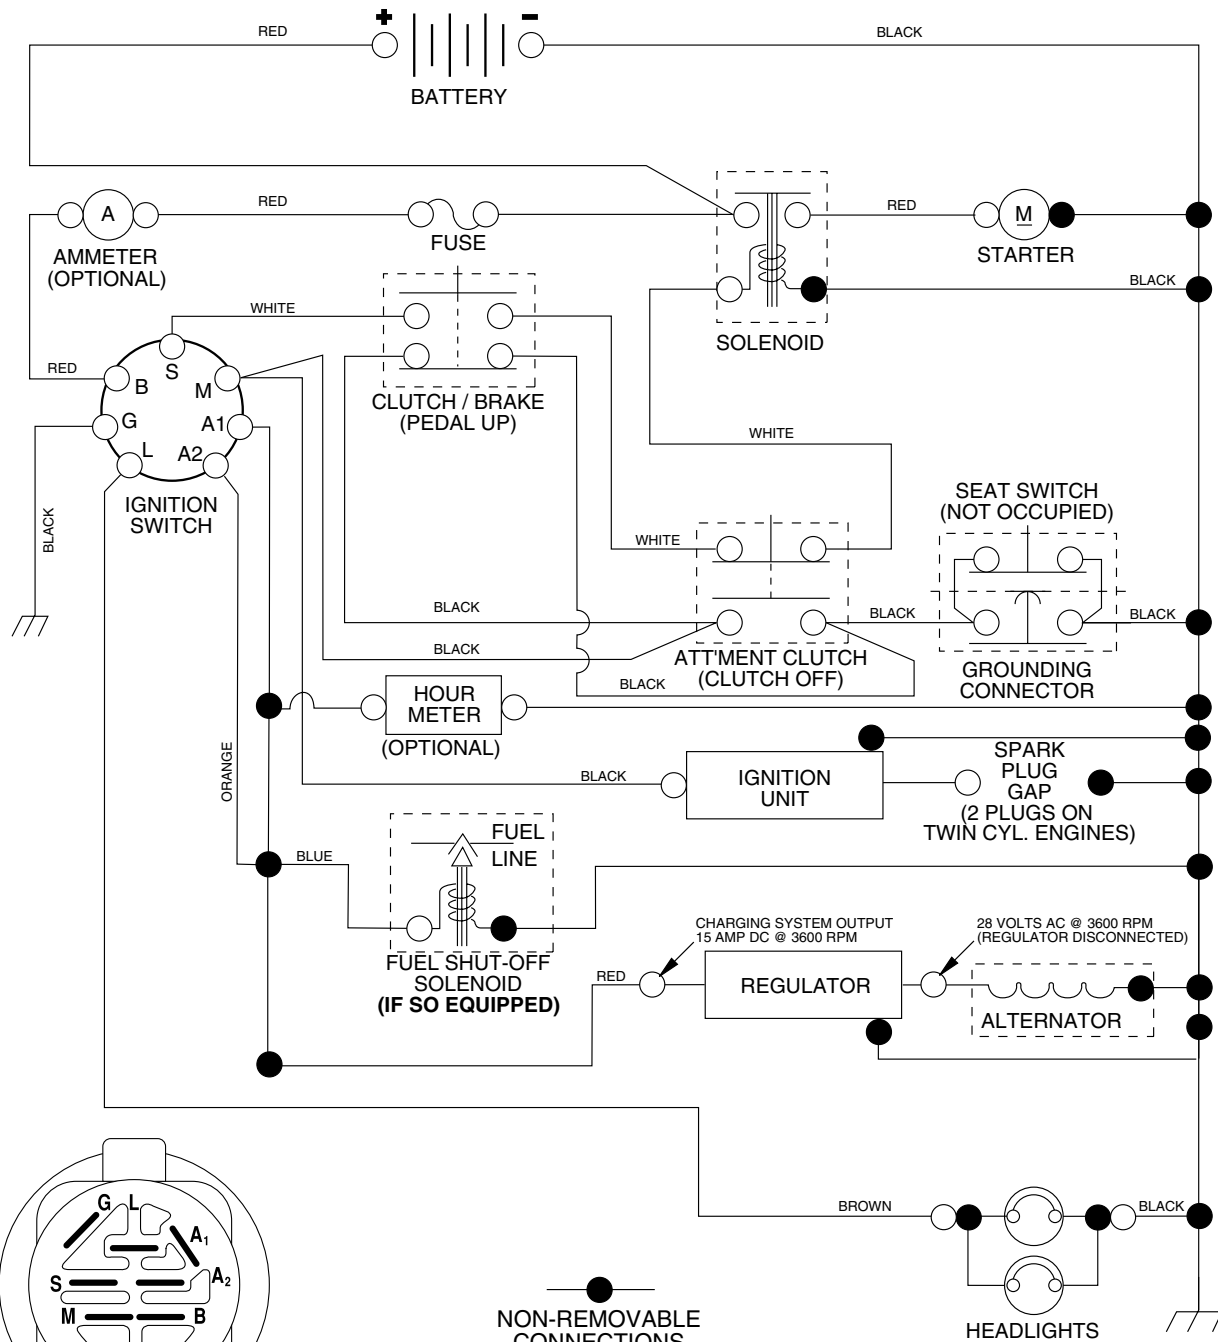 + -
RED
BLACK
BATTERY
A
RED
RED
M
FUSE
STARTER
AMMETER
(OPTIONAL)
BLACK
WHITE
SOLENOID
RED
S
B
M
CLUTCH / BRAKE
(PEDAL UP)
G
A1
L
A2
WHITE
IGNITION
SWITCH
SEAT SWITCH
(NOT OCCUPIED)
BLACK
WHITE
BLACK
BLACK
BLACK
BLACK
ATT'MENT CLUTCH
(CLUTCH OFF)
GROUNDING
CONNECTOR
BLACK
HOUR
METER
(OPTIONAL)
ORANGE
BLACK
IGNITION
UNIT
SPARK
PLUG
GAP
(2 PLUGS ON
TWIN CYL. ENGINES)
FUEL
LINE
BLUE
CHARGING SYSTEM OUTPUT
15 AMP DC @ 3600 RPM
28 VOLTS AC @ 3600 RPM
(REGULATOR DISCONNECTED)
FUEL SHUT-OFF
SOLENOID
(IF SO EQUIPPED)
RED
REGULATOR
ALTERNATOR
BROWN
BLACK
G L
A1
S
A2
M
B
NON-REMOVABLE
CONNECTIONS
HEADLIGHTS